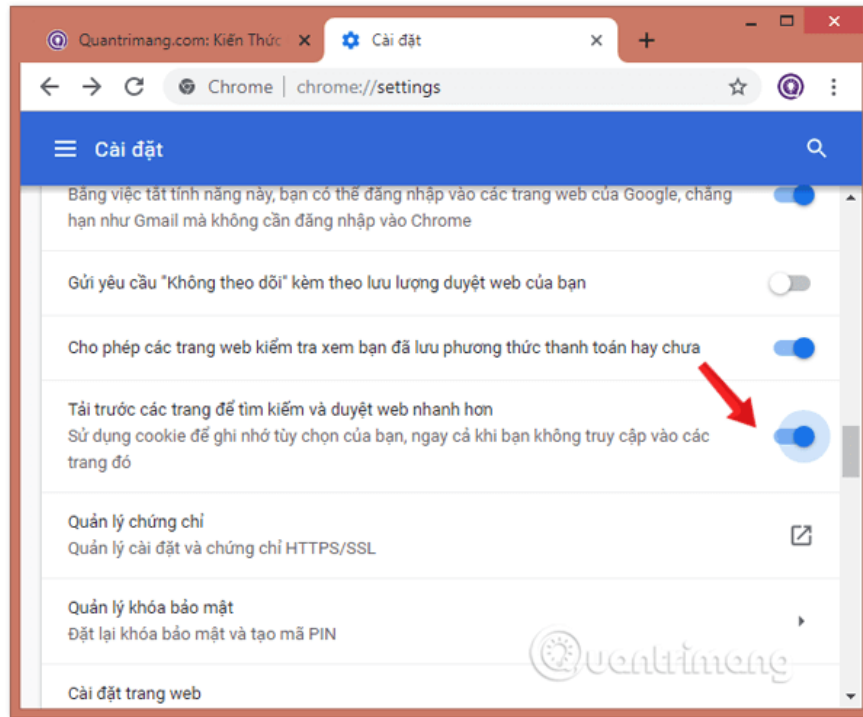 Quantrimang.com: Kiến Thức
Cài đặt
Chrome | chrome://settings
Cài đặt
Bằng việc tắt tính năng này, bạn có thể đăng nhập vào các trang web của Google, chẳng
hạn như Gmail mà không cần đăng nhập vào Chrome
Gửi yêu cầu "Không theo dõi" kèm theo lưu lượng duyệt web của bạn
Cho phép các trang web kiểm tra xem bạn đã lưu phương thức thanh toán hay chưa
Tải trước các trang để tìm kiếm và duyệt web nhanh hơn
Sử dụng cookie để ghi nhớ tùy chọn của bạn, ngay cả khi bạn không truy cập vào các
trang đó
Quản lý chứng chỉ
Quản lý cài đặt và chứng chỉ HTTPS/SSL
Quản lý khóa bảo mật
Đặt lại khóa bảo mật và tạo mã PIN
Quantrimang
Cài đặt trang web